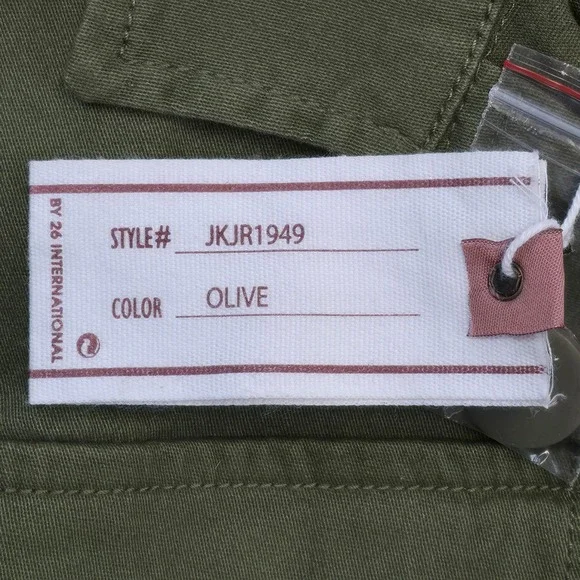 STYLE# JKJR1949
COLOR OLIVE
BY 26 INTERNATIONAL